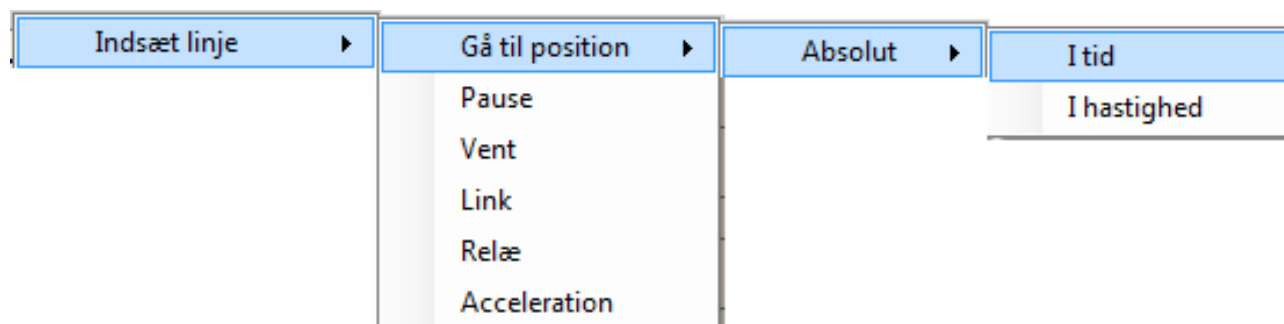 Indsæt linje
Gå til position
Absolut
I tid
Pause
I hastighed
Vent
Link
Relæ
Acceleration